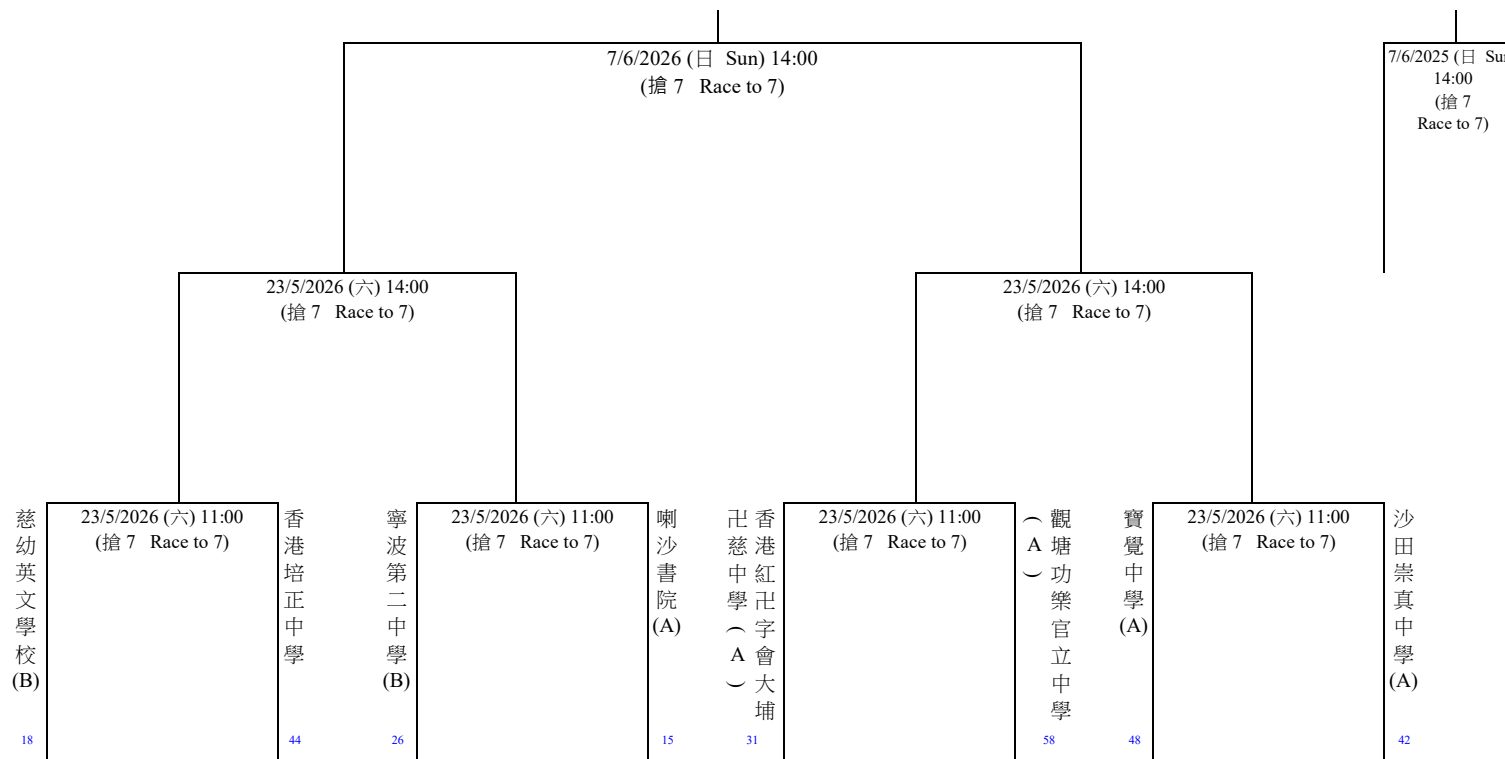 7/6/2026 (日 Sun) 14:00
(搶 7 Race to 7)
7/6/2025 (日 Sun
14:00
(搶 7
Race to 7)
23/5/2026 (六) 14:00
(搶 7 Race to 7)
23/5/2026 (六) 14:00
(搶 7 Race to 7)
慈幼英文學校(B)
23/5/2026 (六) 11:00
(搶 7 Race to 7)
香港培正中學
寧波第二中學(B)
23/5/2026 (六) 11:00
(搶 7 Race to 7)
喇沙書院(A)
香港紅卍字會大埔
卍慈中學(A)
23/5/2026 (六) 11:00
(搶 7 Race to 7)
觀塘功樂官立中學
(A)
寶覺中學(A)
23/5/2026 (六) 11:00
(搶 7 Race to 7)
沙田崇真中學(A)
18
44
26
15
31
58
48
42